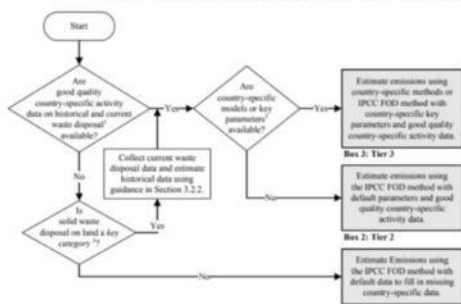 Start
Are
good quality
country-specific activity
data on historical and current
waste disposal¹
available?
Yes
Are
country-specific
models or key
parameters²
available?
Yes
Estimate emissions using
country-specific methods or
IPCC FOD method with
country-specific key
parameters and good quality
country-specific activity data.
Box 3: Tier 3
No
Collect current waste
disposal data and estimate
historical data using
guidance in Section 3.2.2.
No
Estimate emissions using
the IPCC FOD method with
default parameters and good
quality country-specific
activity data.
Box 2: Tier 2
Is
solid waste
disposal on land a key
category ³?
Yes
No
Estimate Emissions using
the IPCC FOD method with
default data to fill in missing
country-specific data.